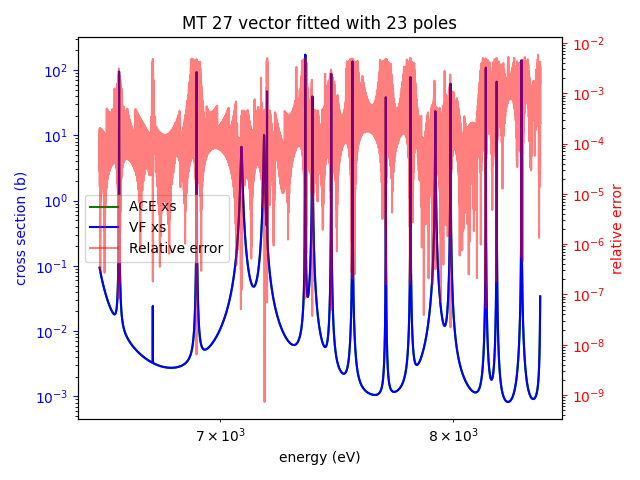 MT 27 vector fitted with 23 poles
10²
10¹
10⁰
10⁻¹
10⁻²
10⁻³
cross section (b)
ACE xs
VF xs
Relative error
10⁻²
10⁻³
10⁻⁴
10⁻⁵
10⁻⁶
10⁻⁷
10⁻⁸
10⁻⁹
relative error
7 × 10³
8 × 10³
energy (eV)